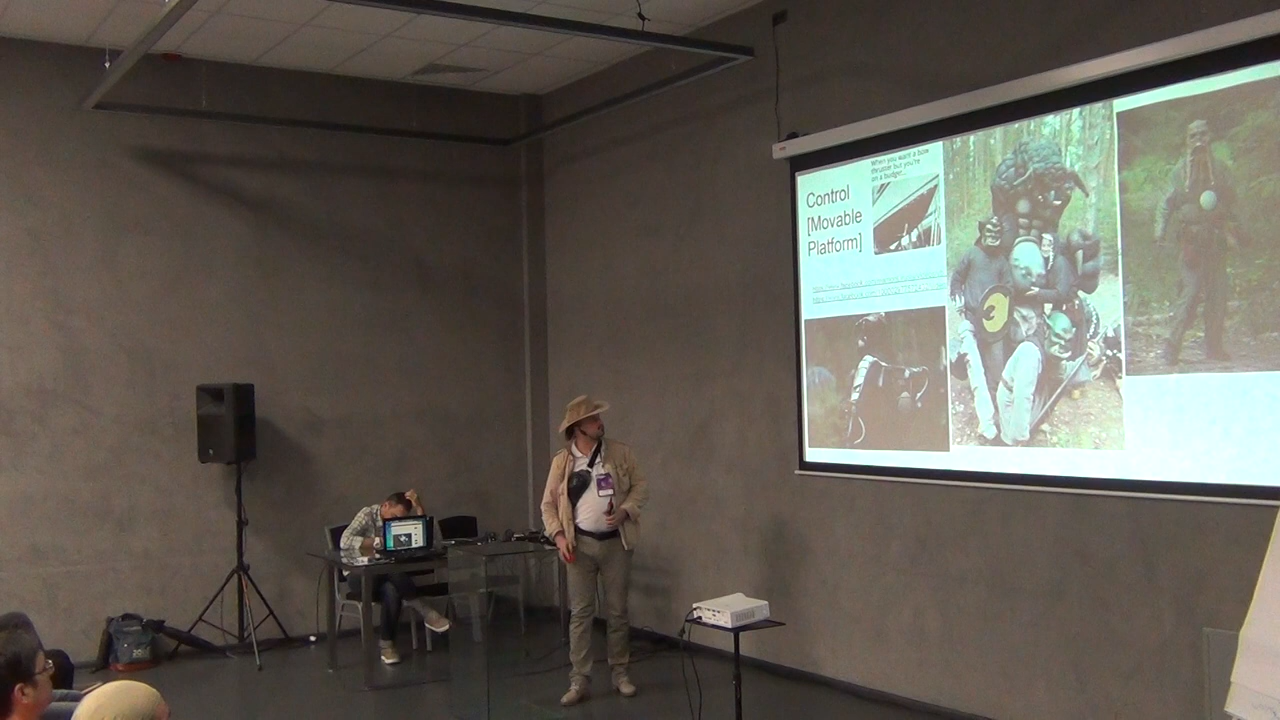 When you want a bow
thruster but you're
on a budget...
Control
[Movable
Platform]